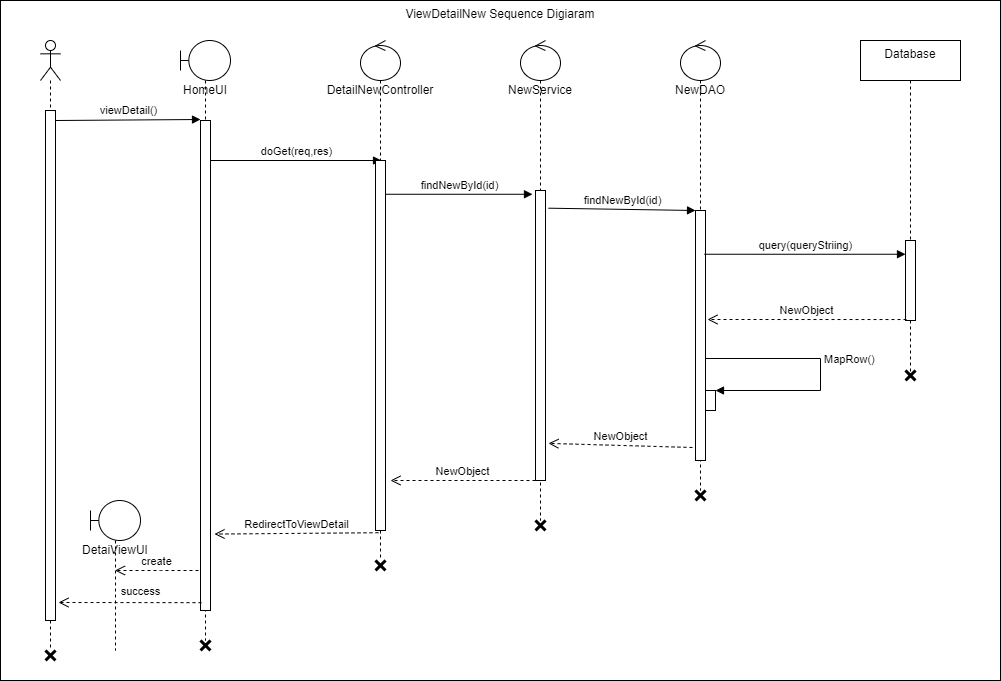 ViewDetailNew Sequence Digiaram
HomeUI
DetailNewController
NewService
NewDAO
Database
viewDetail()
doGet(req,res)
findNewById(id)
findNewById(id)
query(queryStriing)
NewObject
MapRow()
NewObject
NewObject
RedirectToViewDetail
DetaiViewUI
create
success